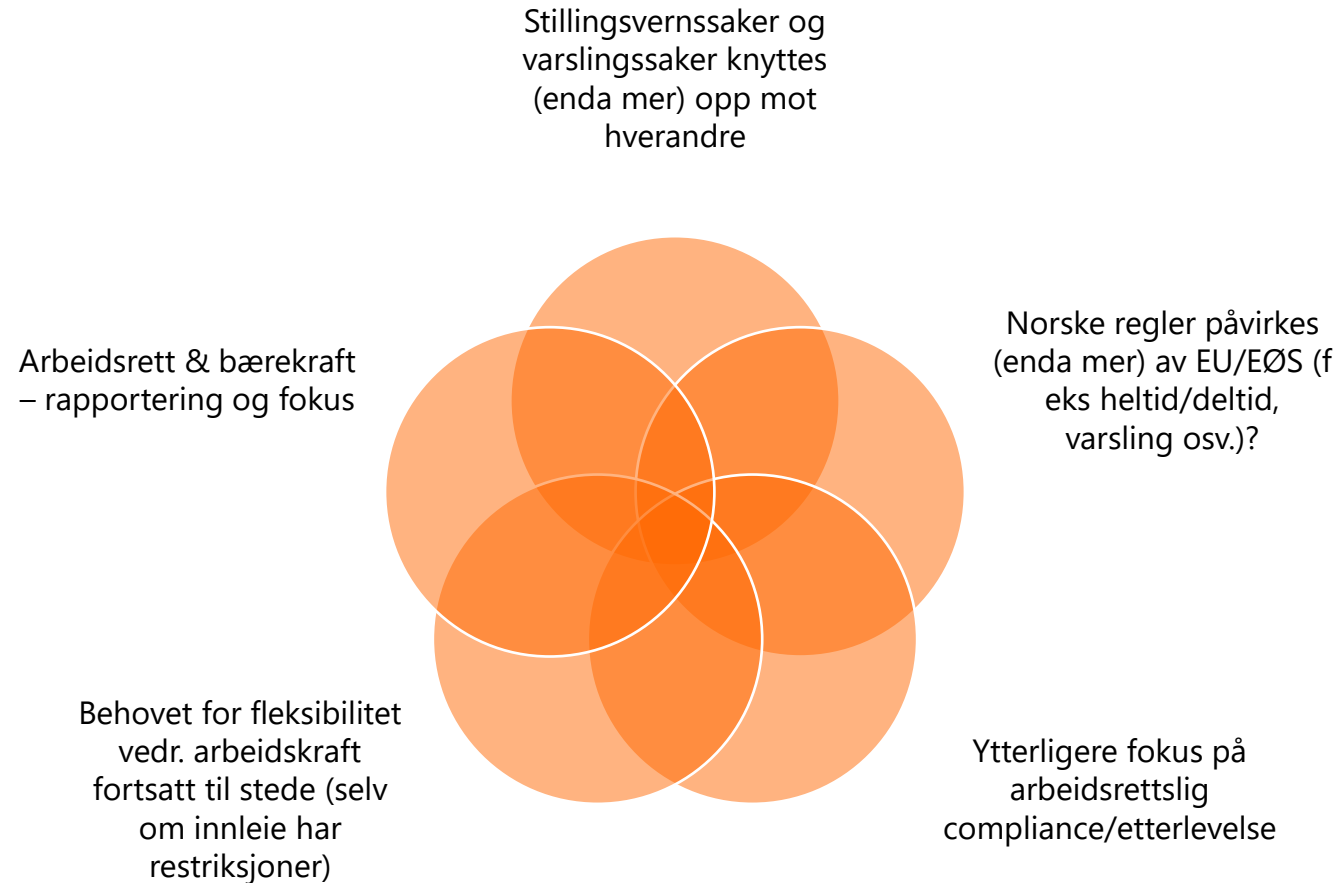 Stillingsvernssaker og
varslingssaker knyttes
(enda mer) opp mot
hverandre
Norske regler påvirkes
(enda mer) av EU/EØS (f
eks heltid/deltid,
varsling osv.)?
Ytterligere fokus på
arbeidsrettslig
compliance/etterlevelse
Behovet for fleksibilitet
vedr. arbeidskraft
fortsatt til stede (selv
om innleie har
restriksjoner)
Arbeidsrett & bærekraft
– rapportering og fokus